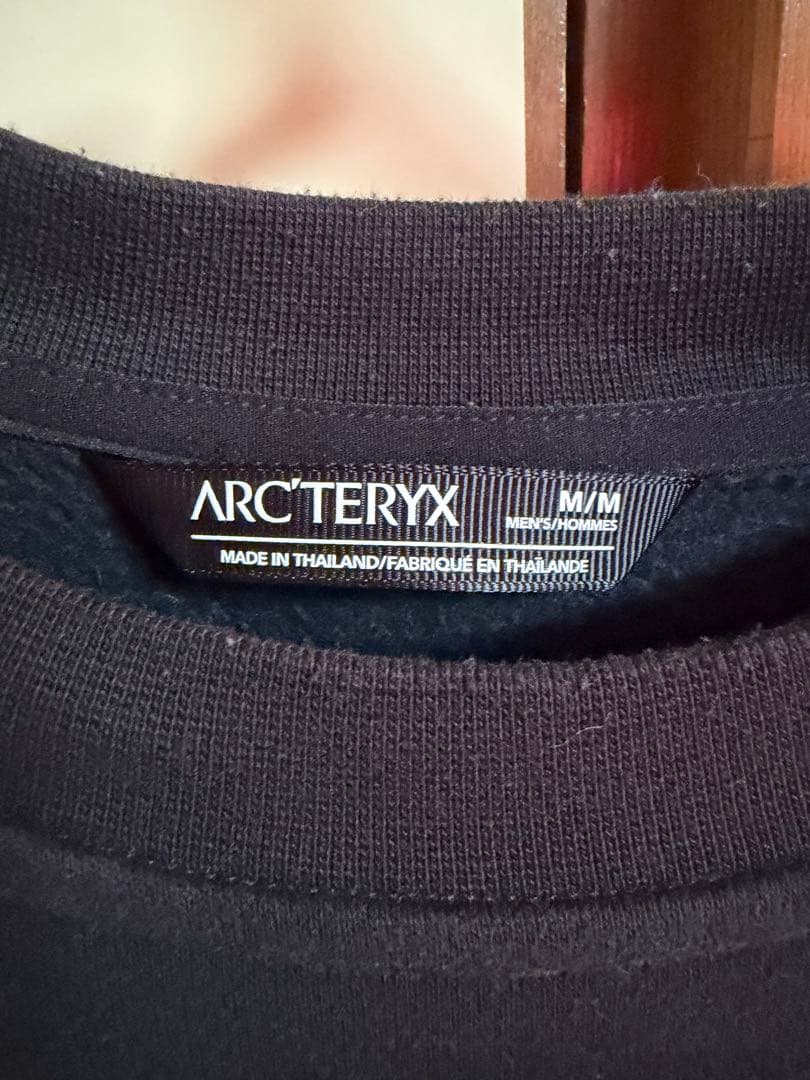 ARC'TERYX
M/M
MEN'S/HOMMES
MADE IN THAILAND/FABRIQUÉ EN THAÏLANDE